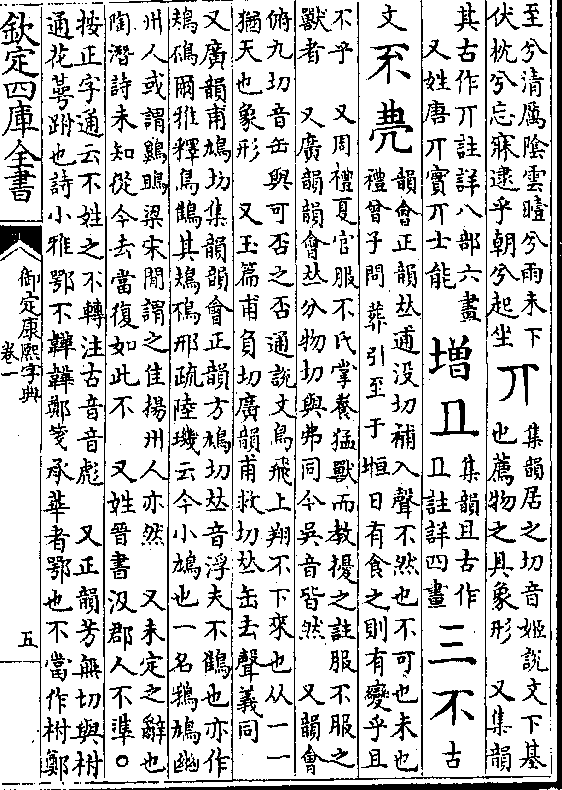 至兮清厲陰雲曀兮雨未下
伏枕兮忘寐逮乎朝兮起坐
丌
集韻居之切音姬說文下基
也薦物之具象形 又集韻
其古作丌註詳八部六畫
又姓唐丌實丌士能
增
集韻且古作
註詳四畫
三
不
古
文
韻會正韻𠀤逋没切補入聲不然也不可也未也
禮曾子問 葬引至于堩日有食之則有變乎且
不乎 又周禮夏官服不氏掌養猛獸而教擾之註服不服之
獸者 又廣韻韻會𠀤分物切與弗同今吳音皆然 又韻會
俯九切音缶與可否之否通說文鳥飛上翔不下來也从一一
猶天也象形 又玉篇甫負切廣韻甫救切𠀤缶去聲義同
又廣韻甫鳩切集韻韻會正韻方鳩切𠀤音浮夫不鵻也亦作
鳺鴀爾雅釋鳥鵻其鳺鴀邢疏陸璣云今小鳩也一名鵓鳩幽
州人或謂鷎鵰梁宋閒謂之隹揚州人亦然 又未定之辭也
陶潛詩未知從今去當復如此不 又姓晉書汲郡人不準○
按正字通云不姓之不轉注古音音彪 又正韻芳無切與柎
通花萼跗也詩小雅鄂不韡韡鄭箋承華者鄂也不當作柎鄭
欽定四庫全書
御定康熙字典
卷一
五